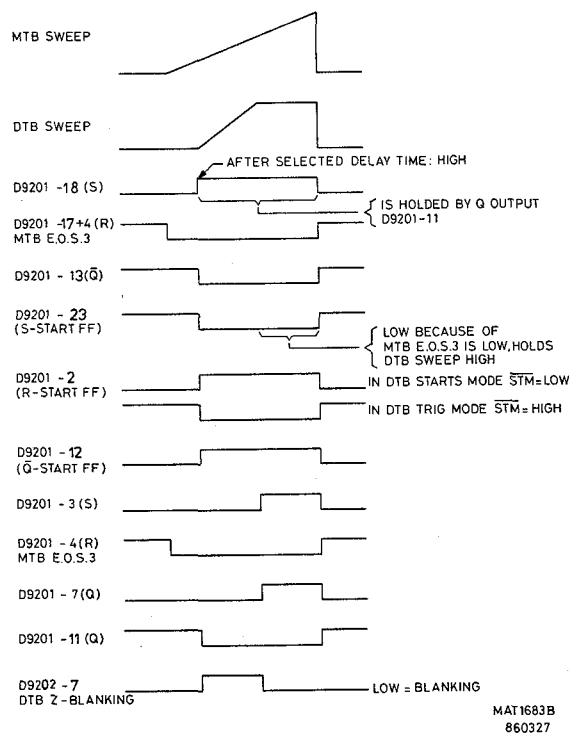 MTB SWEEP
DTB SWEEP
AFTER SELECTED DELAY TIME: HIGH
D9201 -18 (S)
IS HOLDED BY Q OUTPUT
D9201-11
D9201 -17+4 (R)
MTB E.O.S.3
D9201 - 13(Q̅)
D9201 - 23
(S-START FF)
LOW BECAUSE OF
MTB E.O.S.3 IS LOW, HOLDS
DTB SWEEP HIGH
D9201 -2
(R-START FF)
IN DTB STARTS MODE S̅T̅M̅=LOW
IN DTB TRIG MODE S̅T̅M̅=HIGH
D9201 -12
(Q̅-START FF)
D9201 -3(S)
D9201 -4(R)
MTB E.O.S.3
D9201 -7(Q)
D9201 -11 (Q)
D9202 -7
DTB Z-BLANKING
LOW = BLANKING
MAT1683B
860327